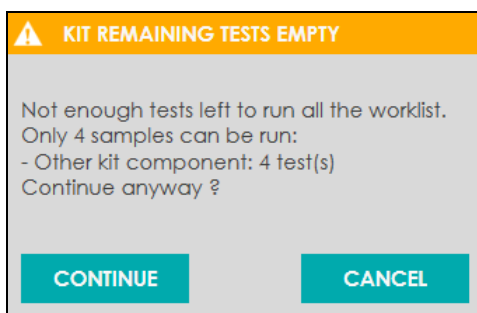 KIT REMAINING TESTS EMPTY
Not enough tests left to run all the worklist.
Only 4 samples can be run:
- Other kit component: 4 test(s)
Continue anyway ?
CONTINUE CANCEL